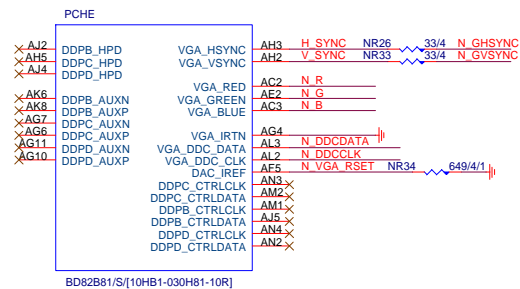 PCHE
AJ2 DDPB_HPD VGA_HSYNC AH3 H_SYNC NR26 33/4 N_GHSYNC
AH5 DDPC_HPD VGA_VSYNC AH2 V_SYNC NR33 33/4 N_GVSYNC
AJ4 DDPD_HPD
VGA_RED AC2 N_R
AK6 DDPB_AUXN VGA_GREEN AE2 N_G
AK8 DDPB_AUXP VGA_BLUE AC3 N_B
AG7 DDPC_AUXN
AG6 DDPC_AUXP VGA_IRTN AG4
AG11 DDPD_AUXN VGA_DDC_DATA AL3 N_DDCDATA
AG10 DDPD_AUXP VGA_DDC_CLK AL2 N_DDCCLK
DAC_IREF AF5 N_VGA_RSET NR34 649/4/1
DDPC_CTRLCLK AN3
DDPC_CTRLDATA AM2
DDPB_CTRLCLK AM1
DDPB_CTRLDATA AJ5
DDPD_CTRLCLK AN4
DDPD_CTRLDATA AN2
BD82B81/S/[10HB1-030H81-10R]